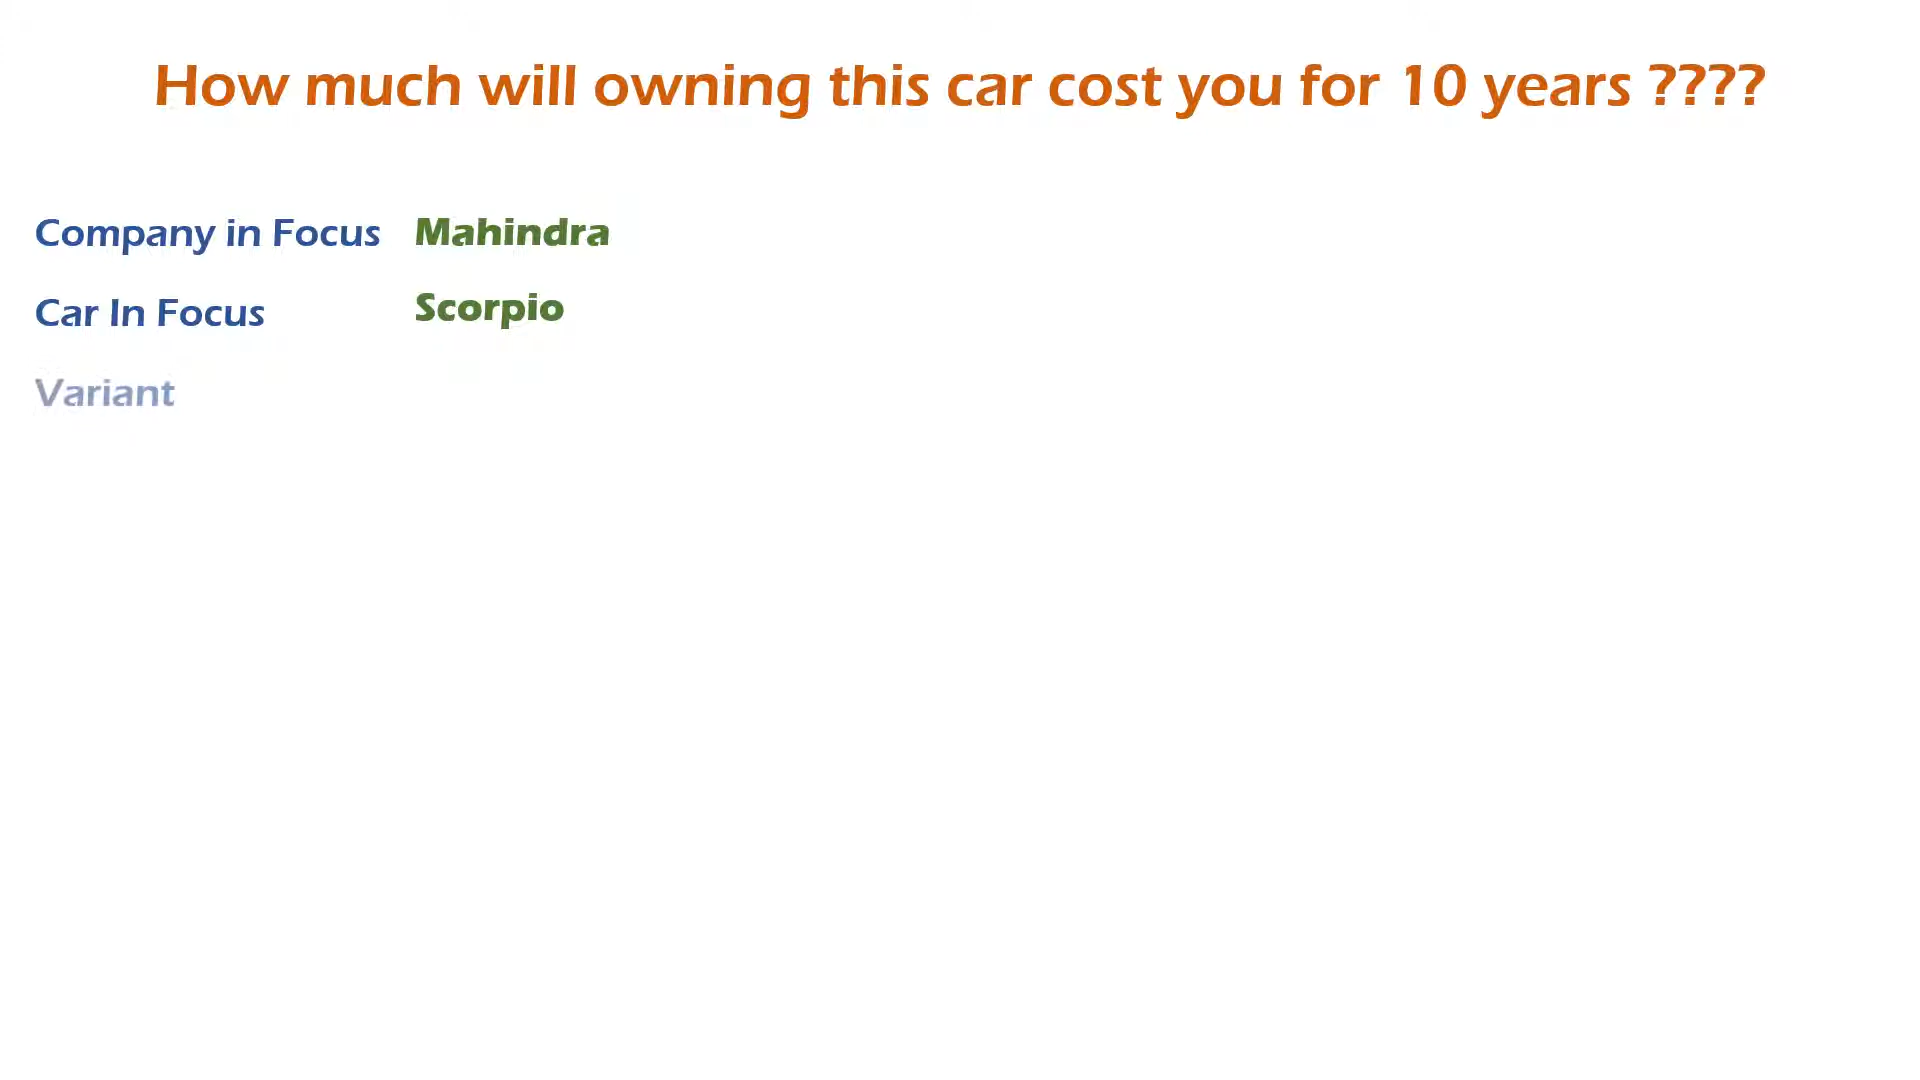 How much will owning this car cost you for 10 years ????
Company in Focus Mahindra
Car In Focus Scorpio
Variant